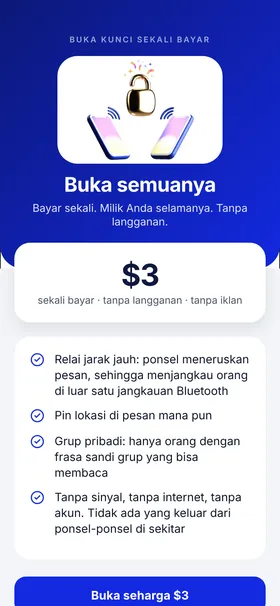 BUKA KUNCI SEKALI BAYAR
Buka semuanya
Bayar sekali. Milik Anda selamanya. Tanpa
langganan.
$3
sekali bayar · tanpa langganan · tanpa iklan
Relai jarak jauh: ponsel meneruskan
pesan, sehingga menjangkau orang
di luar satu jangkauan Bluetooth
Pin lokasi di pesan mana pun
Grup pribadi: hanya orang dengan
frasa sandi grup yang bisa
membaca
Tanpa sinyal, tanpa internet, tanpa
akun. Tidak ada yang keluar dari
ponsel-ponsel di sekitar
Buka seharga $3